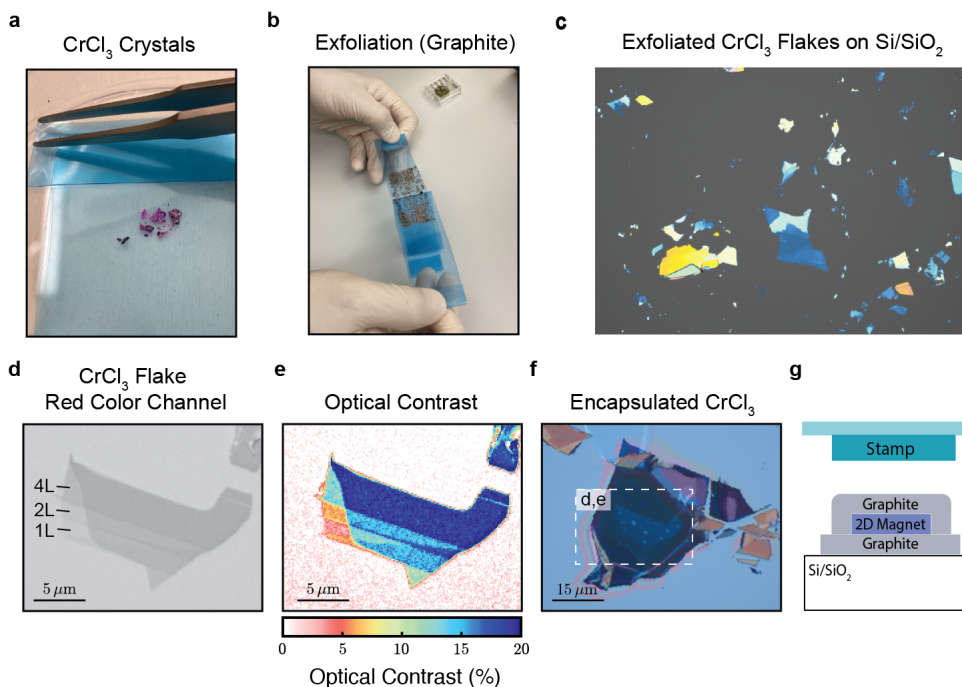 a
CrCl₃ Crystals
b
Exfoliation (Graphite)
c
Exfoliated CrCl₃ Flakes on Si/SiO₂
d
CrCl₃ Flake
Red Color Channel
4L
2L
1L
5 μm
e
Optical Contrast
5 μm
0 5 10 15 20
Optical Contrast (%)
f
Encapsulated CrCl₃
d,e
15 μm
g
Stamp
Graphite
2D Magnet
Graphite
Si/SiO₂